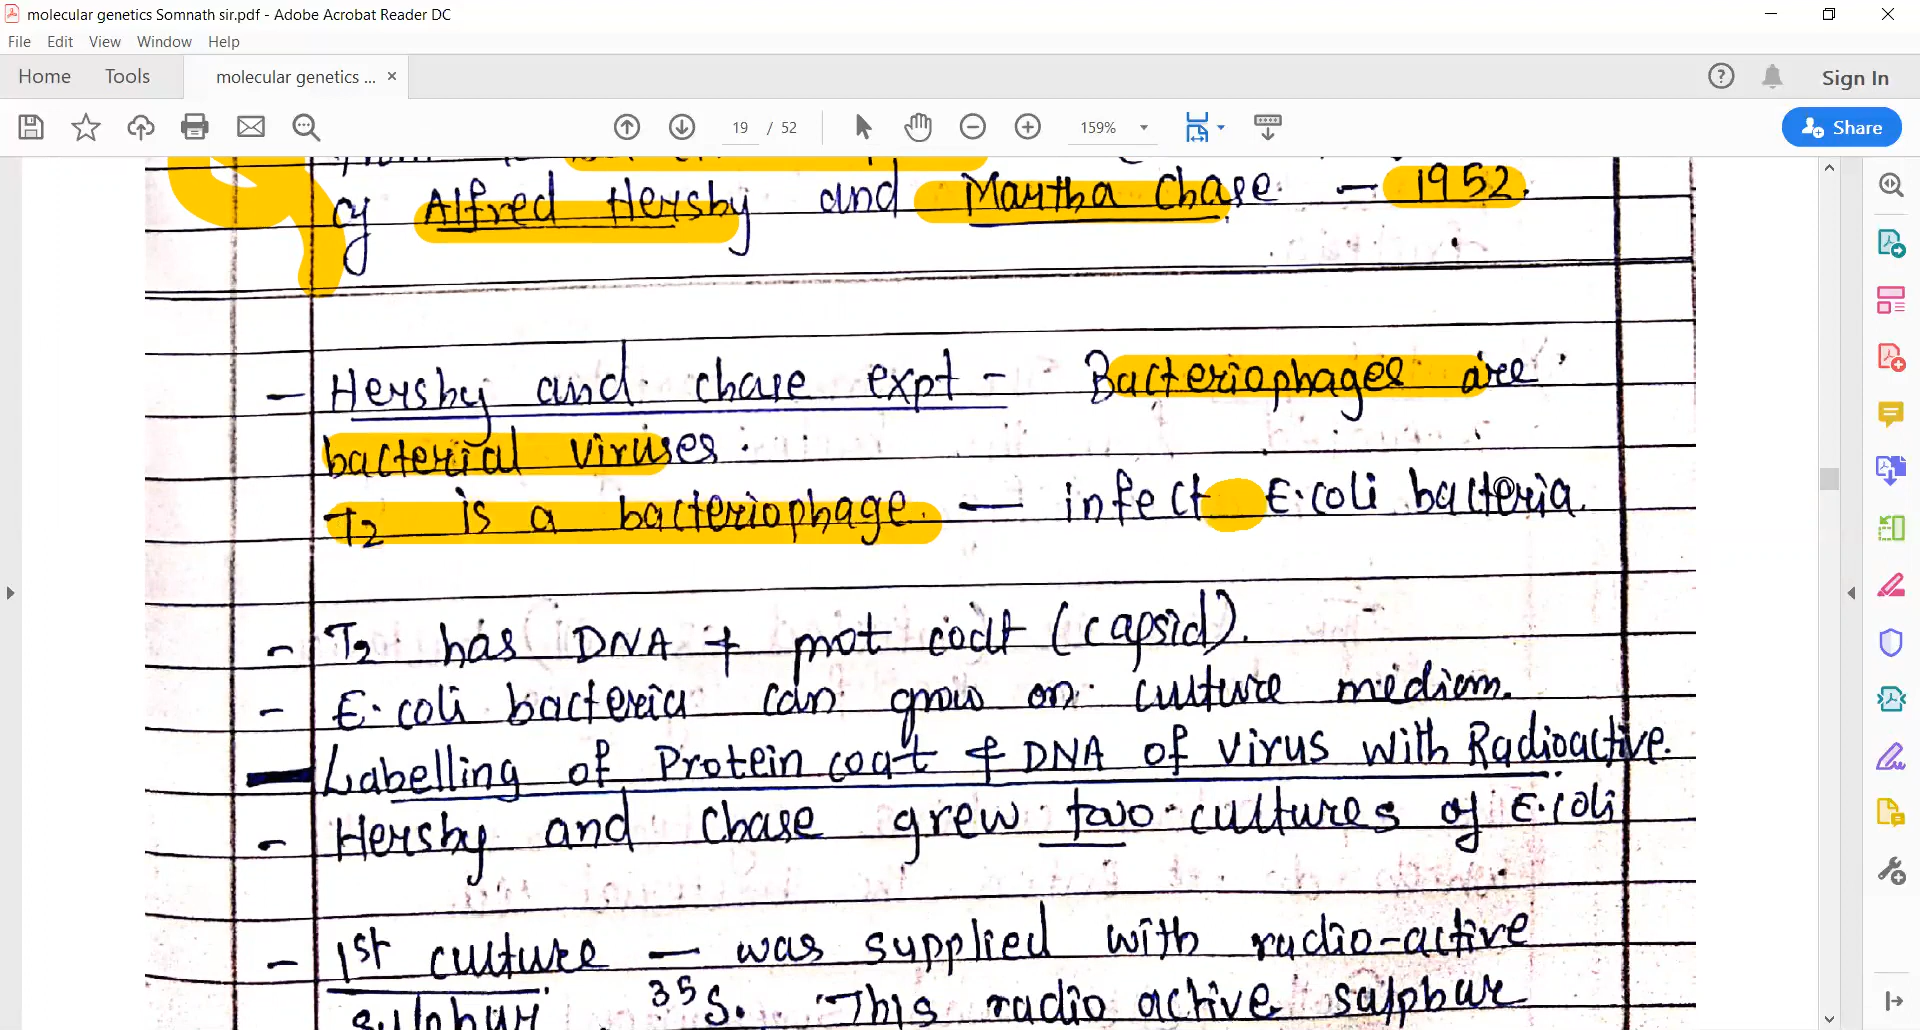 molecular genetics Somnath sir.pdf - Adobe Acrobat Reader DC
File Edit View Window Help
Home Tools molecular genetics ... × Sign In
19 / 52 159% Share
of Alfred Hersby and Martha Chase - 1952.
- Hersby and chase expt - Bacteriophages are
bacterial viruses.
T2 is a bacteriophage. — infect E.coli bacteria.
- T2 has DNA + prot coat (capsid).
- E.coli bacteria can grow on culture medium.
- Labelling of Protein coat & DNA of virus with Radioactive.
- Hersby and Chase grew two cultures of E.coli
- 1st culture — was supplied with radio-active
sulphur 35S. This radio active sulphur